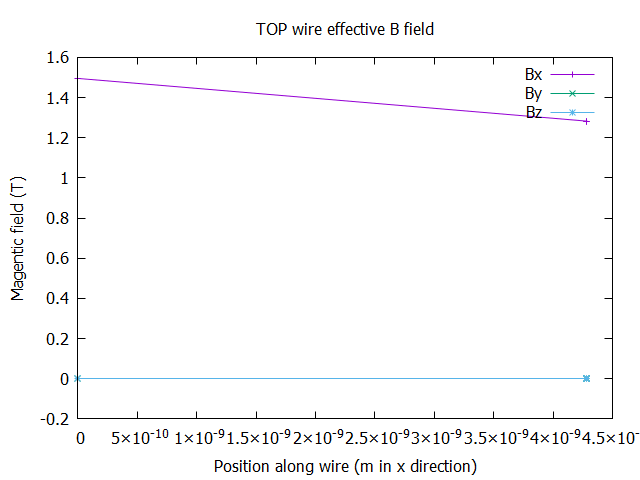 TOP wire effective B field
1.6
1.4
1.2
1
0.8
0.6
0.4
0.2
0
-0.2
Bx
By
Bz
Magentic field (T)
0 5×10⁻¹⁰ 1×10⁻⁹ 1.5×10⁻⁹ 2×10⁻⁹ 2.5×10⁻⁹ 3×10⁻⁹ 3.5×10⁻⁹ 4×10⁻⁹ 4.5×10⁻
Position along wire (m in x direction)